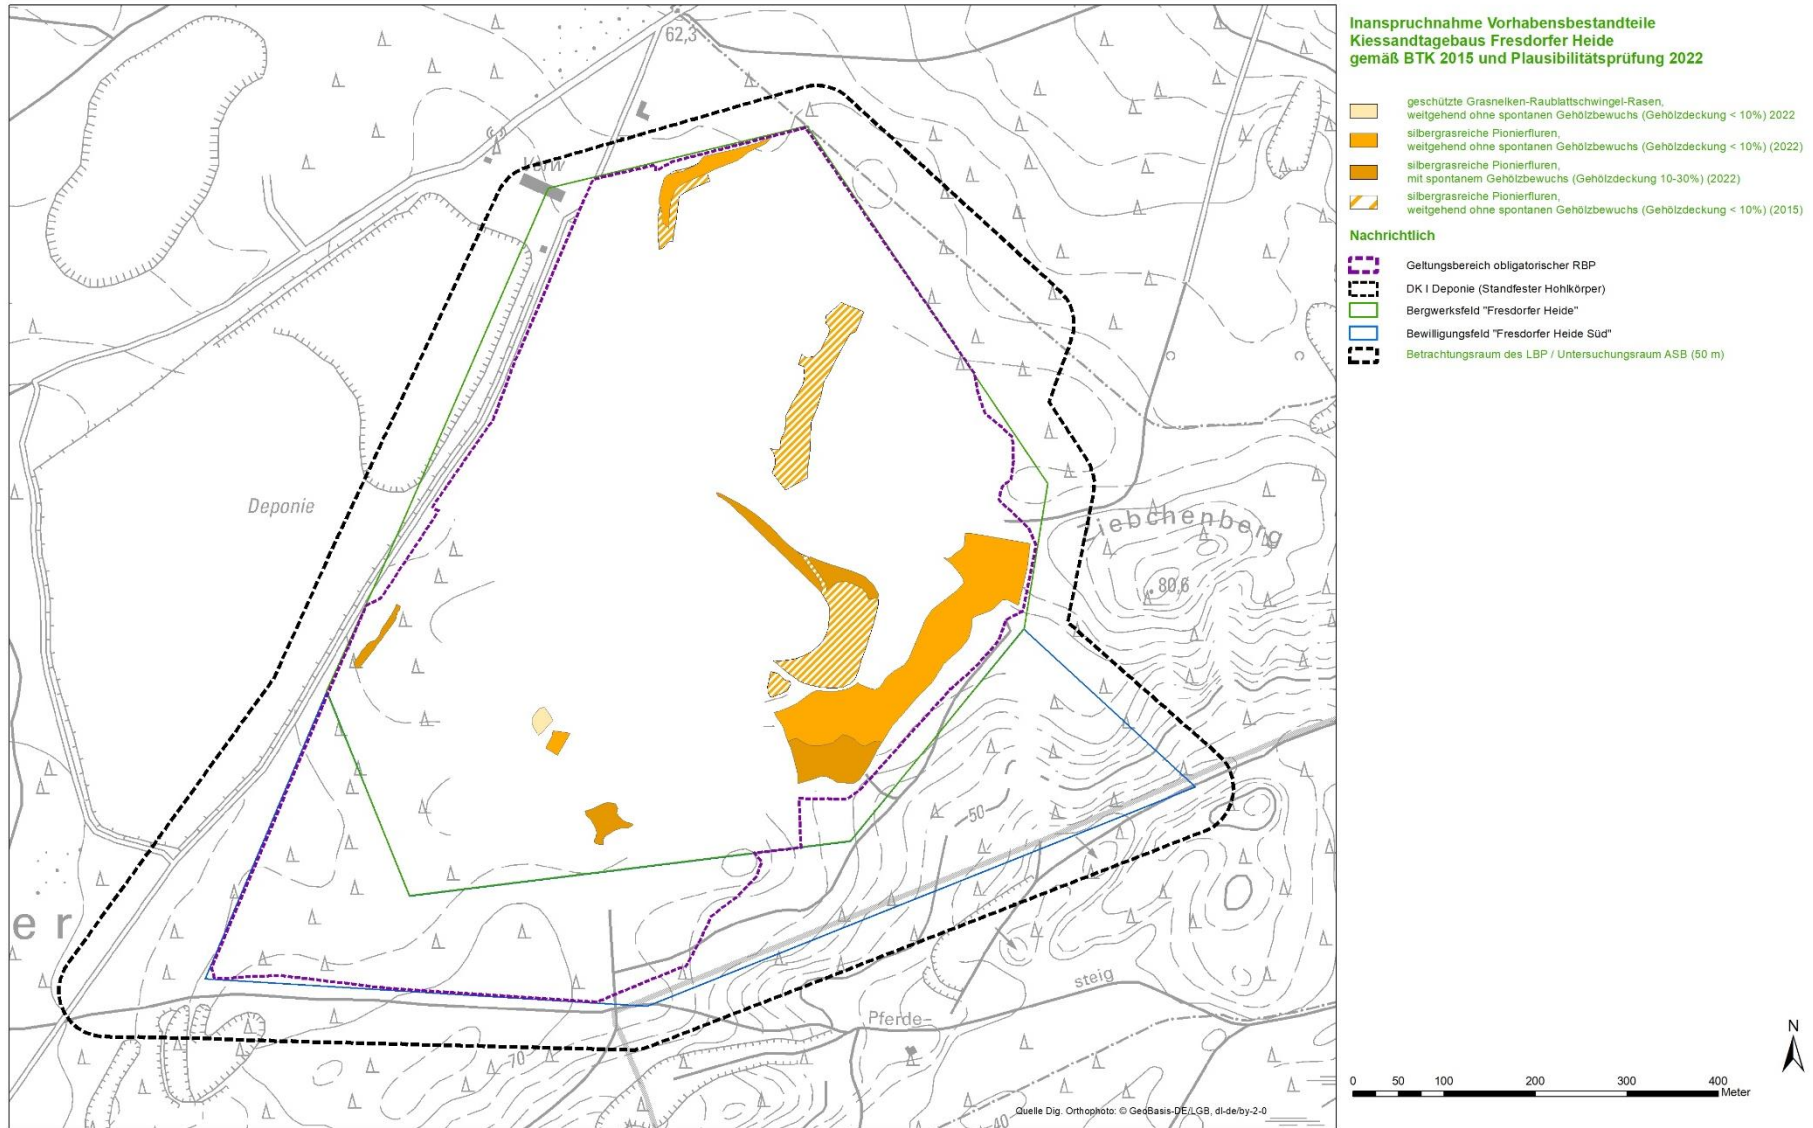 Inanspruchnahme Vorhabensbestandteile
Kiessandtagebaus Fresdorfer Heide
gemäß BTK 2015 und Plausibilitätsprüfung 2022
geschützte Grasnelken-Raublattschwingel-Rasen,
weitgehend ohne spontanen Gehölzbewuchs (Gehölzdeckung < 10%) 2022
silbergrasreiche Pionierfluren,
weitgehend ohne spontanen Gehölzbewuchs (Gehölzdeckung < 10%) (2022)
silbergrasreiche Pionierfluren,
mit spontanem Gehölzbewuchs (Gehölzdeckung 10-30%) (2022)
silbergrasreiche Pionierfluren,
weitgehend ohne spontanen Gehölzbewuchs (Gehölzdeckung < 10%) (2015)
Nachrichtlich
Geltungsbereich obligatorischer RBP
DK I Deponie (Standfester Hohlkörper)
Bergwerksfeld "Fresdorfer Heide"
Bewilligungsfeld "Fresdorfer Heide Süd"
Betrachtungsraum des LBP / Untersuchungsraum ASB (50 m)
62,3
Deponie
iebchenberg
80,6
50
er
steig
Pferde-
70
40
Quelle Dig. Orthophoto: © GeoBasis-DE/LGB, dl-de/by-2-0
N
0 50 100 200 300 400
Meter